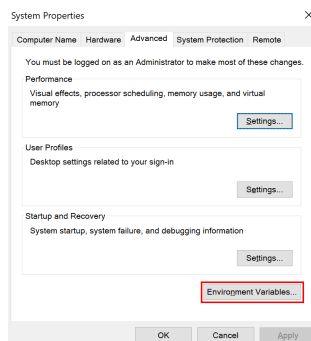 System Properties
Computer Name Hardware Advanced System Protection Remote
You must be logged on as an Administrator to make most of these changes.
Performance
Visual effects, processor scheduling, memory usage, and virtual
memory
Settings...
User Profiles
Desktop settings related to your sign-in
Settings...
Startup and Recovery
System startup, system failure, and debugging information
Settings...
Environment Variables...
OK Cancel Apply